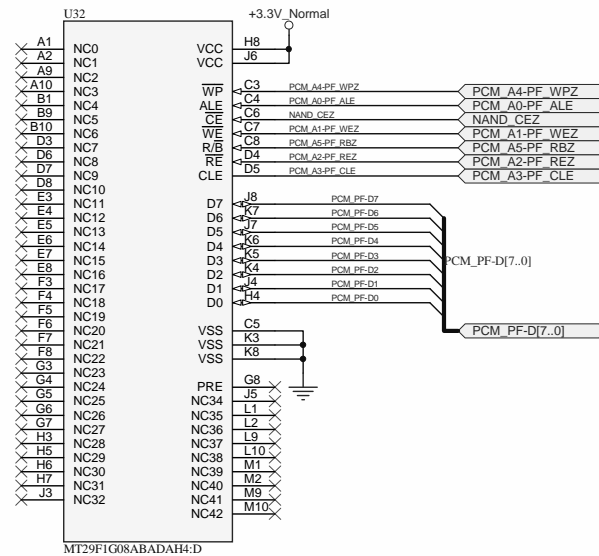 U32
+3.3V_Normal
A1 NC0 VCC H8
A2 NC1 VCC J6
A9 NC2
A10 NC3 WP C3 PCM_A4-PF_WPZ PCM_A4-PF_WPZ
B1 NC4 ALE C4 PCM_A0-PF_ALE PCM_A0-PF_ALE
B9 NC5 CE C6 NAND_CEZ NAND_CEZ
B10 NC6 WE C7 PCM_A1-PF_WEZ PCM_A1-PF_WEZ
D3 NC7 R/B C8 PCM_A5-PF_RBZ PCM_A5-PF_RBZ
D6 NC8 RE D4 PCM_A2-PF_REZ PCM_A2-PF_REZ
D7 NC9 CLE D5 PCM_A3-PF_CLE PCM_A3-PF_CLE
D8 NC10
E3 NC11 D7 J8 PCM_PF-D7
E4 NC12 D6 K7 PCM_PF-D6
E5 NC13 D5 J7 PCM_PF-D5
E6 NC14 D4 K6 PCM_PF-D4
E7 NC15 D3 K5 PCM_PF-D3 PCM_PF-D[7..0]
E8 NC16 D2 K4 PCM_PF-D2
F3 NC17 D1 J4 PCM_PF-D1
F4 NC18 D0 H4 PCM_PF-D0
F5 NC19
F6 NC20 VSS C5 PCM_PF-D[7..0]
F7 NC21 VSS K3
F8 NC22 VSS K8
G3 NC23
G4 NC24 PRE G8
G5 NC25 NC34 J5
G6 NC26 NC35 L1
G7 NC27 NC36 L2
H3 NC28 NC37 L9
H5 NC29 NC38 L10
H6 NC30 NC39 M1
H7 NC31 NC40 M2
J3 NC32 NC41 M9
NC42 M10
MT29F1G08ABADAH4:D